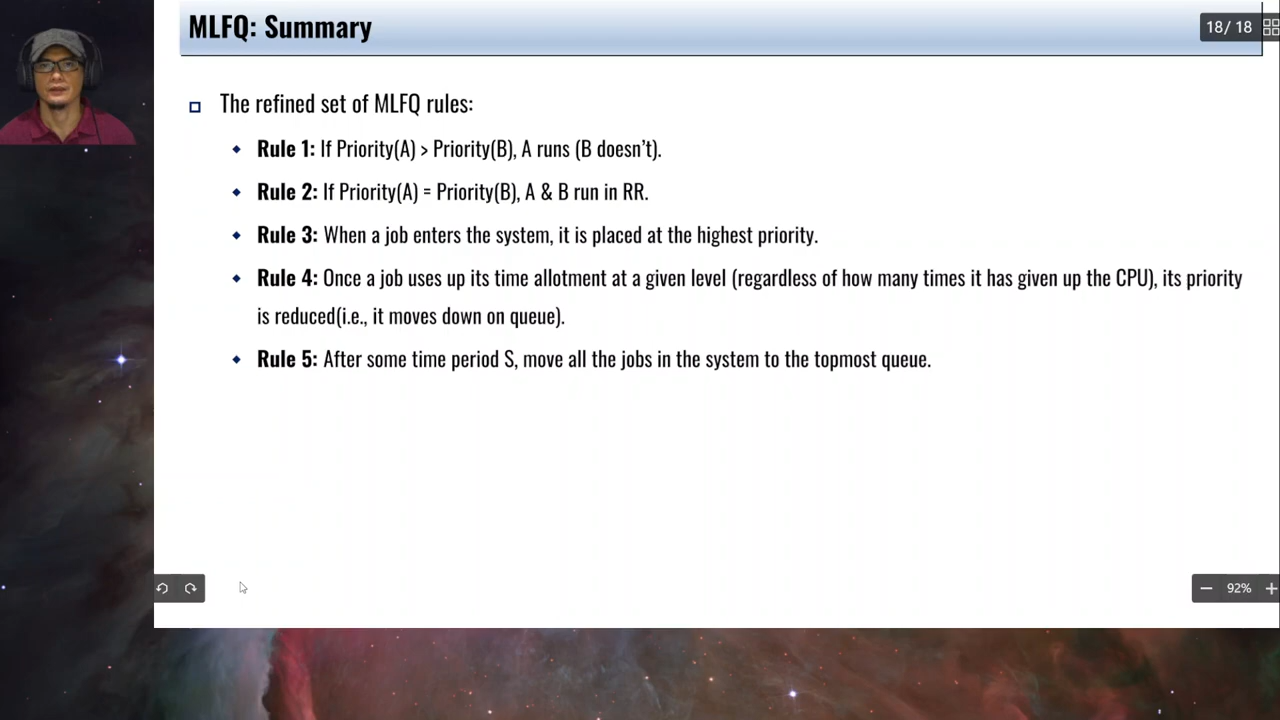 MLFQ: Summary
18/ 18
The refined set of MLFQ rules:
Rule 1: If Priority(A) > Priority(B), A runs (B doesn’t).
Rule 2: If Priority(A) = Priority(B), A & B run in RR.
Rule 3: When a job enters the system, it is placed at the highest priority.
Rule 4: Once a job uses up its time allotment at a given level (regardless of how many times it has given up the CPU), its priority
is reduced(i.e., it moves down on queue).
Rule 5: After some time period S, move all the jobs in the system to the topmost queue.
92%